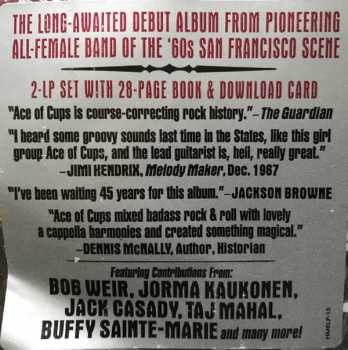 THE LONG-AWAITED DEBUT ALBUM FROM PIONEERING
ALL-FEMALE BAND OF THE '60s SAN FRANCISCO SCENE
2-LP SET WITH 28-PAGE BOOK & DOWNLOAD CARD
"Ace of Cups is course-correcting rock history." – The Guardian
"I heard some groovy sounds last time in the States, like this girl
group Ace of Cups, and the lead guitarist is, hell, really great."
–JIMI HENDRIX, Melody Maker, Dec. 1967
"I've been waiting 45 years for this album."–JACKSON BROWNE
"Ace of Cups mixed badass rock & roll with lovely
a cappella harmonies and created something magical."
–DENNIS McNALLY, Author, Historian
Featuring Contributions From:
BOB WEIR, JORMA KAUKONEN,
JACK CASADY, TAJ MAHAL,
BUFFY SAINTE-MARIE and many more!